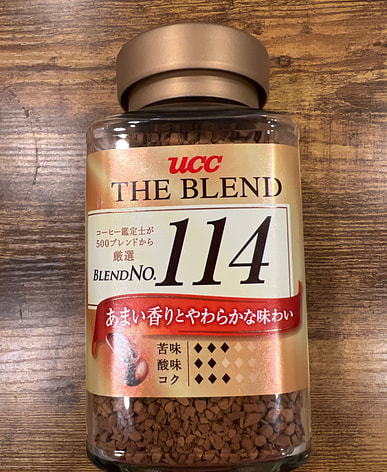 UCC
THE BLEND
コーヒー鑑定士が
500ブレンドから
厳選
BLEND NO. 114
あまい香りとやわらかな味わい
苦味
酸味
コク